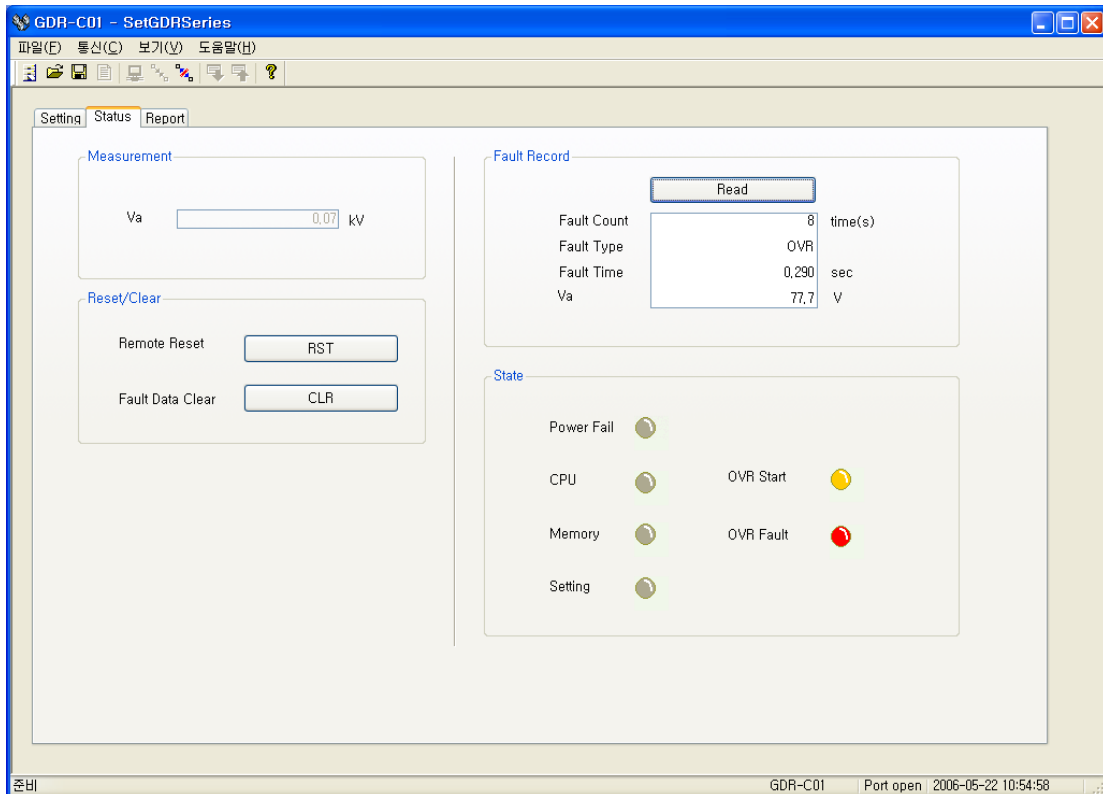 GDR-C01 - SetGDRSeries
파일(F) 통신(C) 보기(V) 도움말(H)
Setting Status Report
Measurement
Va 0,07 kV
Reset/Clear
Remote Reset RST
Fault Data Clear CLR
Fault Record
Read
Fault Count 8 time(s)
Fault Type OVR
Fault Time 0,290 sec
Va 77,7 V
State
Power Fail
CPU OVR Start
Memory OVR Fault
Setting
준비 GDR-C01 Port open 2006-05-22 10:54:58